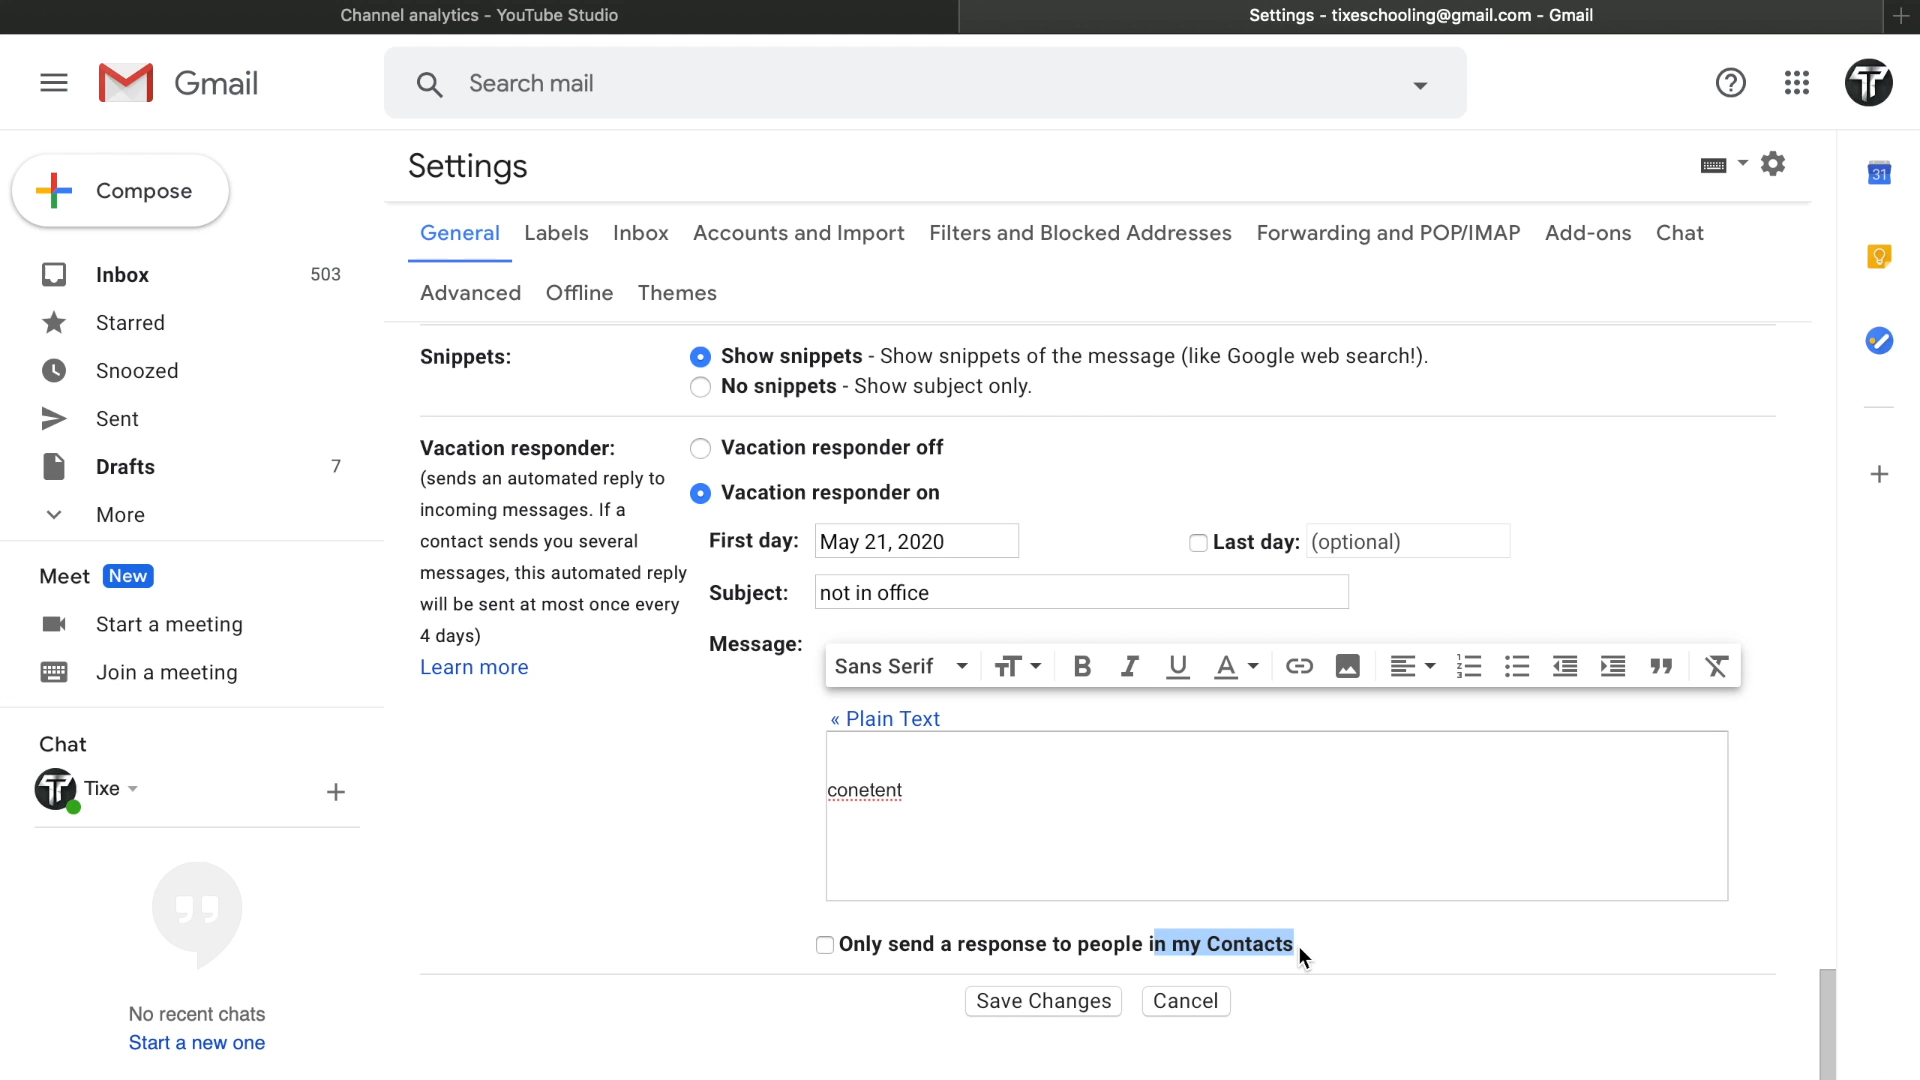 Channel analytics - YouTube Studio
Settings - tixeschooling@gmail.com - Gmail
Gmail
Search mail
Compose
Settings
General Labels Inbox Accounts and Import Filters and Blocked Addresses Forwarding and POP/IMAP Add-ons Chat
Advanced Offline Themes
Inbox 503
Starred
Snoozed
Sent
Drafts 7
More
Meet New
Start a meeting
Join a meeting
Chat
Tixe
No recent chats
Start a new one
Snippets:
Show snippets - Show snippets of the message (like Google web search!).
No snippets - Show subject only.
Vacation responder:
(sends an automated reply to
incoming messages. If a
contact sends you several
messages, this automated reply
will be sent at most once every
4 days)
Learn more
Vacation responder off
Vacation responder on
First day: May 21, 2020 Last day: (optional)
Subject: not in office
Message:
Sans Serif
« Plain Text
conetent
Only send a response to people in my Contacts
Save Changes Cancel
31